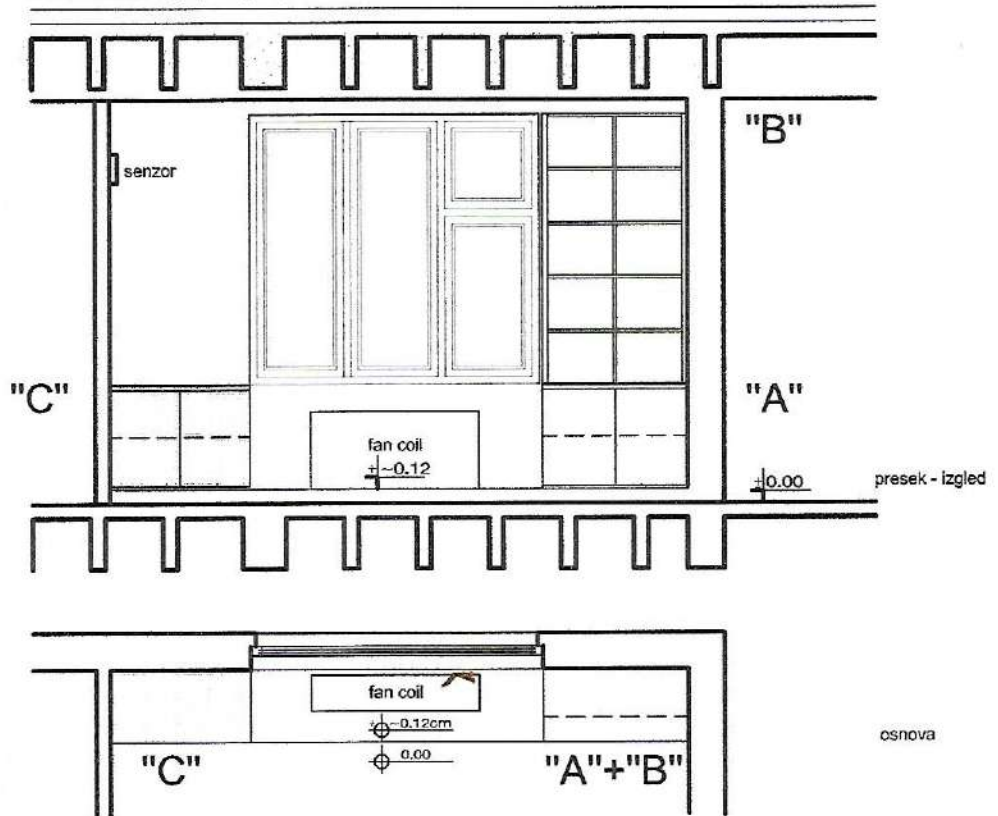 "B"
senzor
"C"
"A"
fan coil
+~0.12
+0.00
presek - izgled
fan coil
+~0.12cm
0.00
"C"
"A"+"B"
osnova